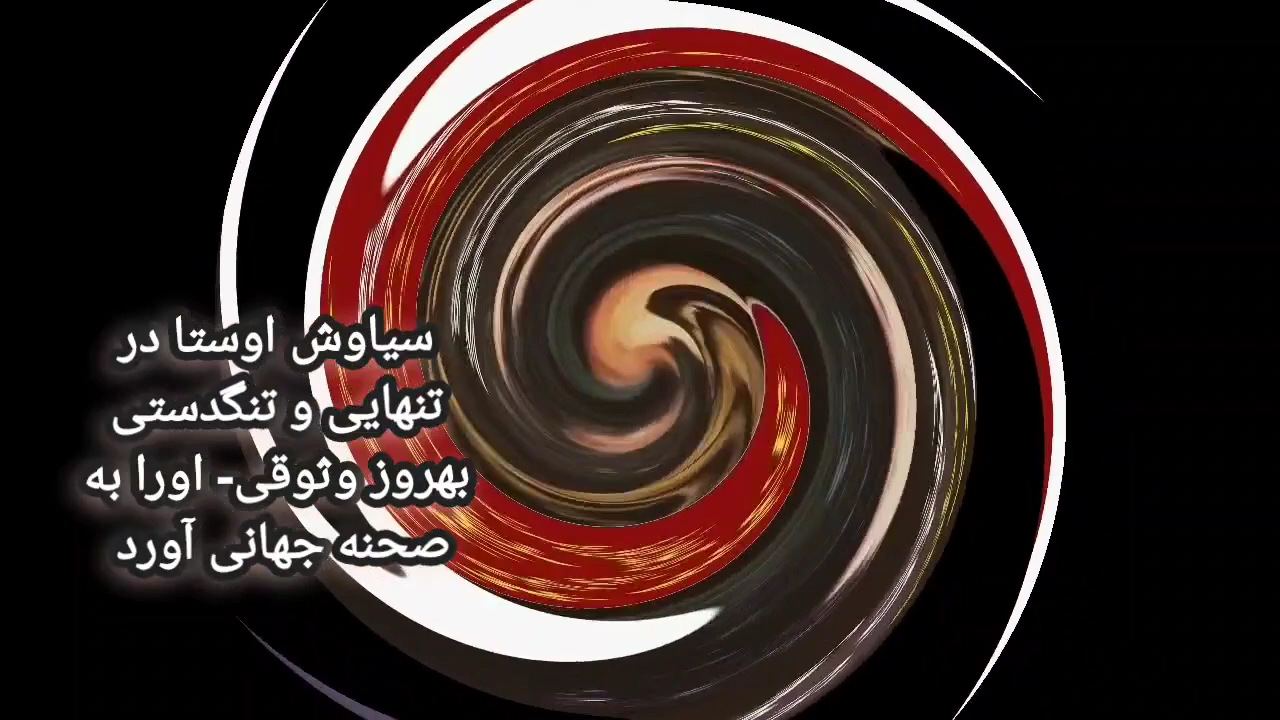 سیاوش اوستا در
تنهایی و تنگدستی
بهروز وثوقی- اورا به
صحنه جهانی آورد